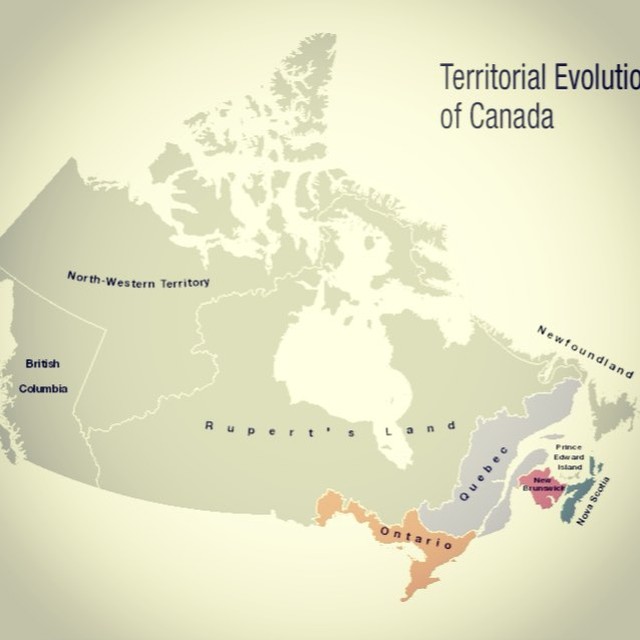 Territorial Evolutio
of Canada
North-Western Territory
British
Columbia
Newfoundland
Rupert's Land
Prince
Edward
Island
Quebec
New
Brunswick
Nova Scotia
Ontario